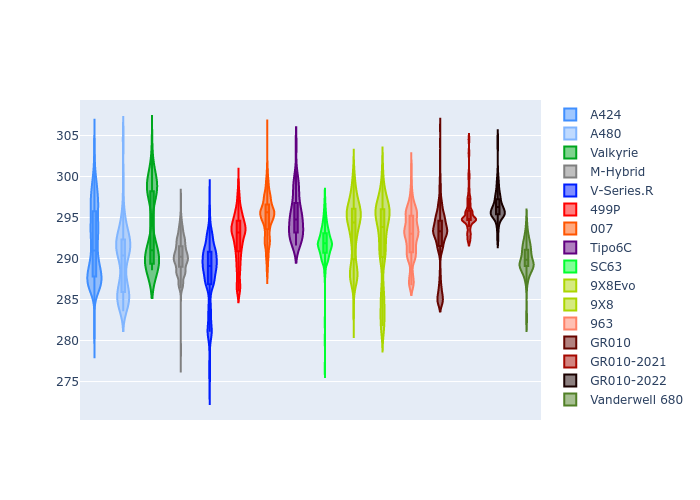 305
300
295
290
285
280
275
A424
A480
Valkyrie
M-Hybrid
V-Series.R
499P
007
Tipo6C
SC63
9X8Evo
9X8
963
GR010
GR010-2021
GR010-2022
Vanderwell 680